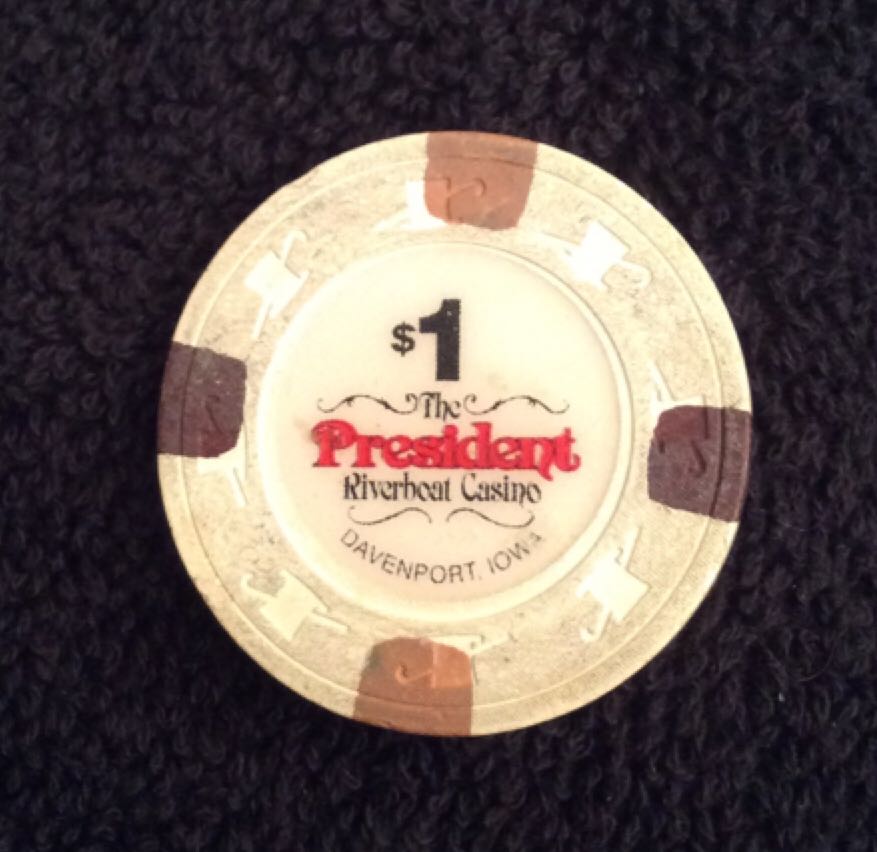 $1
The
President
Riverboat Casino
DAVENPORT, IOWA